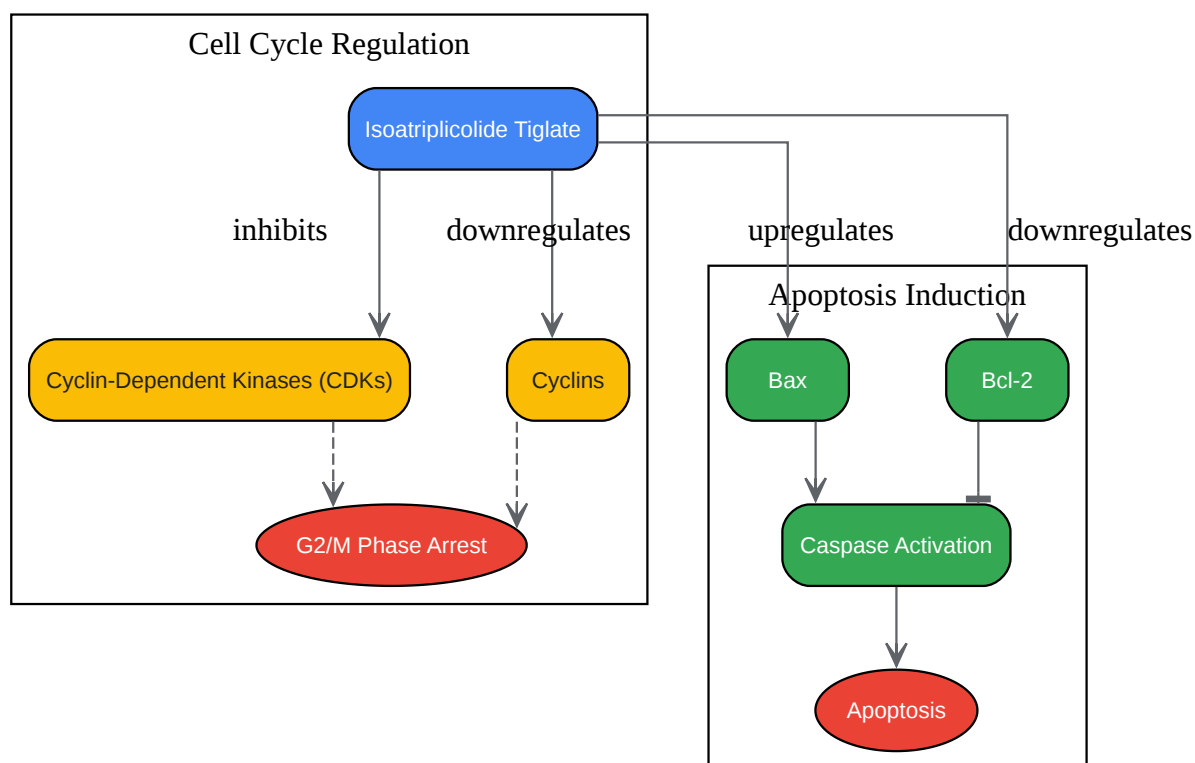 Cell Cycle Regulation
Isoatriplicolide Tiglate
inhibits
downregulates
upregulates
downregulates
Apoptosis Induction
Cyclin-Dependent Kinases (CDKs)
Cyclins
Bax
Bcl-2
G2/M Phase Arrest
Caspase Activation
Apoptosis